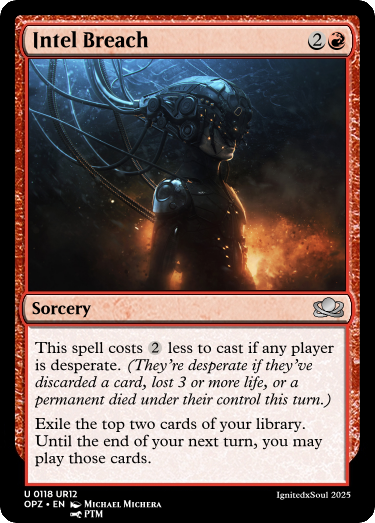 Intel Breach 2
Sorcery
This spell costs 2 less to cast if any player
is desperate. (They're desperate if they've
discarded a card, lost 3 or more life, or a
permanent died under their control this turn.)
Exile the top two cards of your library.
Until the end of your next turn, you may
play those cards.
U 0118 UR12
IgnitedxSoul 2025
OPZ • EN Michael Michera
PTM